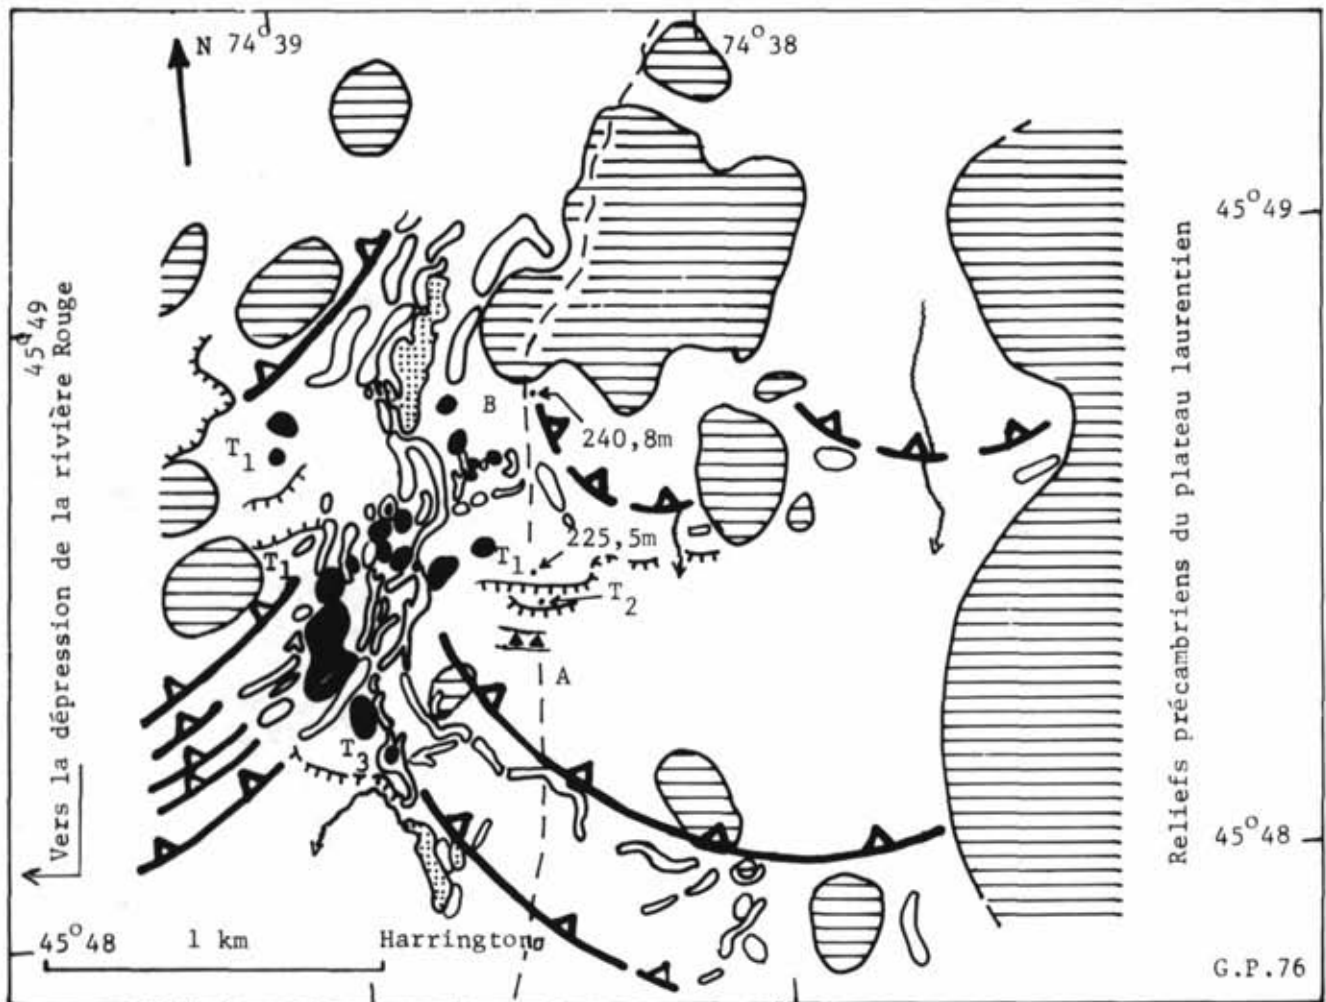 N 74°39
74°38
45°49
45°49
Vers la dépression de la rivière Rouge
Reliefs précambriens du plateau laurentien
B
240,8m
T1
225,5m
T1
T1
T2
A
T3
45°48
45°48
1 km
Harrington
G.P.76